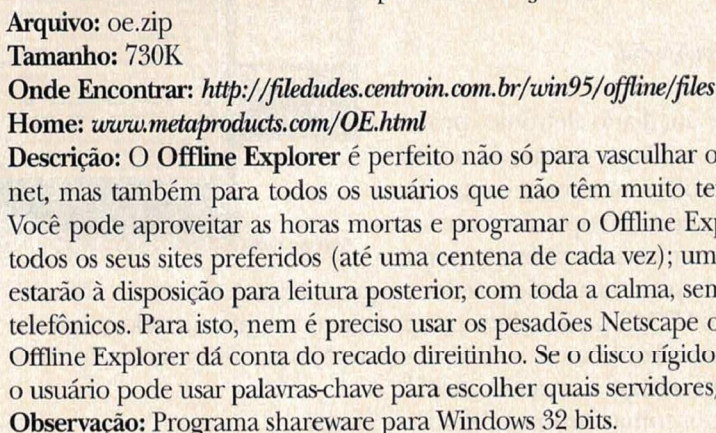 Arquivo: oe.zip
Tamanho: 730K
Onde Encontrar: http://filedudes.centroin.com.br/win95/offline/files
Home: www.metaproducts.com/OE.html
Descrição: O Offline Explorer é perfeito não só para vasculhar o
net, mas também para todos os usuários que não têm muito te
Você pode aproveitar as horas mortas e programar o Offline Exp
todos os seus sites preferidos (até uma centena de cada vez); um
estarão à disposição para leitura posterior, com toda a calma, sem
telefônicos. Para isto, nem é preciso usar os pesadões Netscape o
Offline Explorer dá conta do recado direitinho. Se o disco rígido
o usuário pode usar palavras-chave para escolher quais servidores,
Observação: Programa shareware para Windows 32 bits.